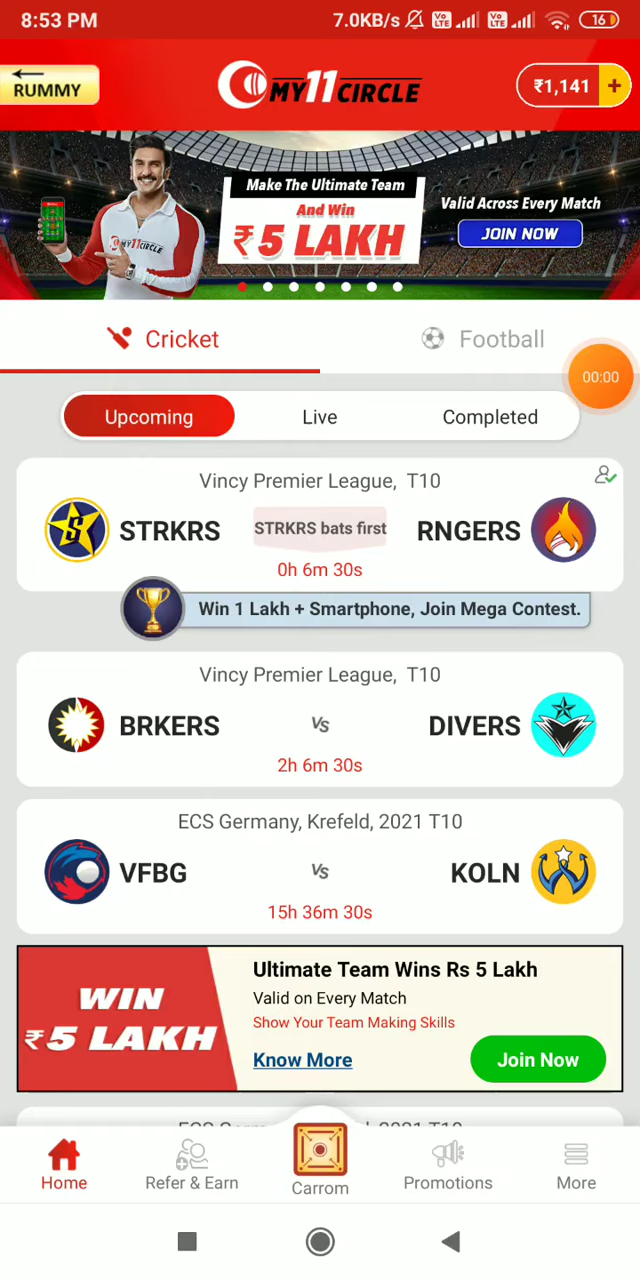 8:53 PM 7.0KB/s Vo LTE Vo LTE 16
RUMMY MY11CIRCLE ₹1,141 +
Make The Ultimate Team
And Win
₹5 LAKH
Valid Across Every Match
JOIN NOW
MY11CIRCLE
Cricket Football
00:00
Upcoming Live Completed
Vincy Premier League, T10
S STRKRS STRKRS bats first RNGERS
0h 6m 30s
Win 1 Lakh + Smartphone, Join Mega Contest.
Vincy Premier League, T10
BRKERS Vs DIVERS
2h 6m 30s
ECS Germany, Krefeld, 2021 T10
VFBG Vs KOLN
15h 36m 30s
WIN
₹5 LAKH
Ultimate Team Wins Rs 5 Lakh
Valid on Every Match
Show Your Team Making Skills
Know More Join Now
Home Refer & Earn Carrom Promotions More